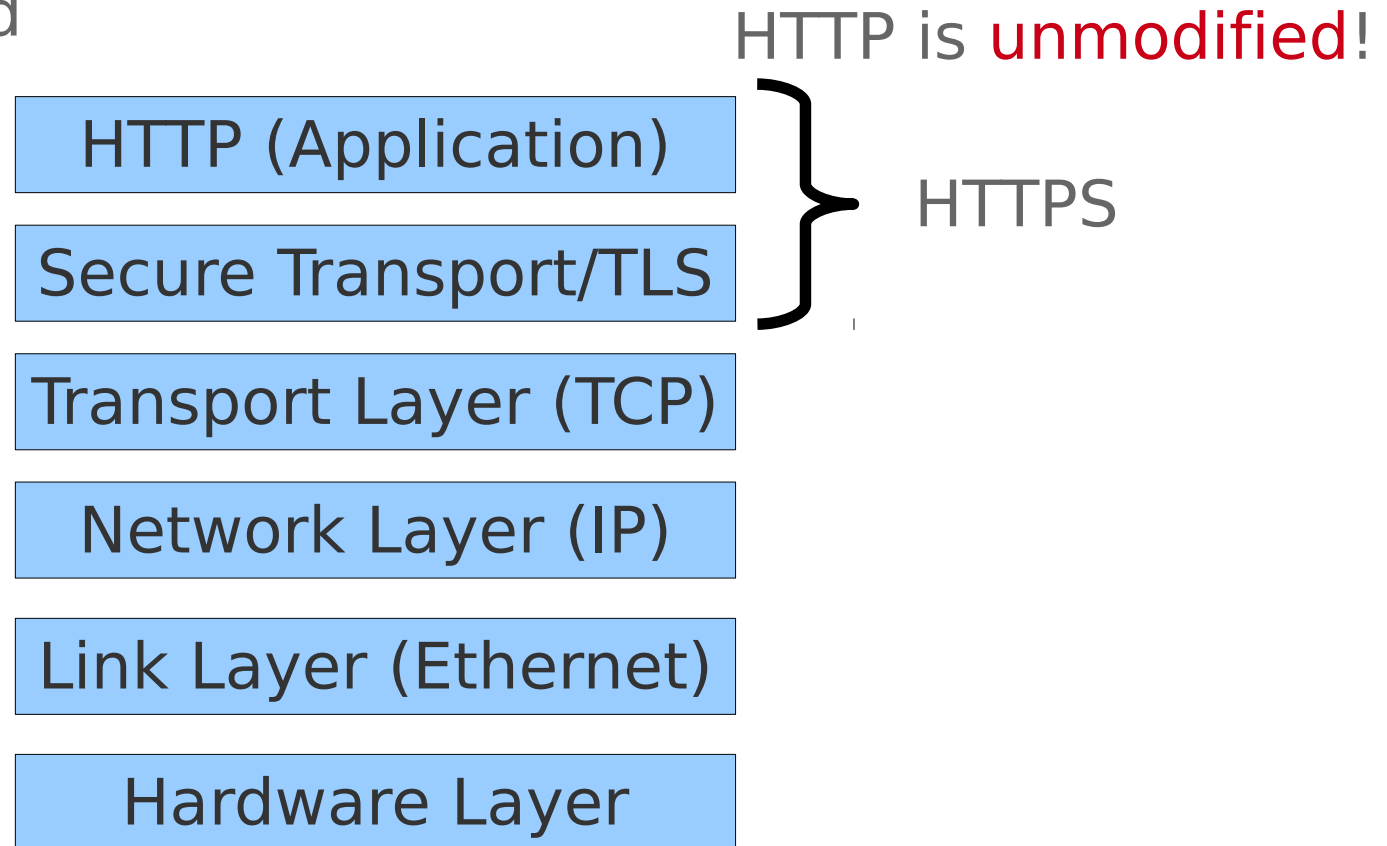 HTTP is unmodified!
HTTP (Application)
HTTPS
Secure Transport/TLS
Transport Layer (TCP)
Network Layer (IP)
Link Layer (Ethernet)
Hardware Layer